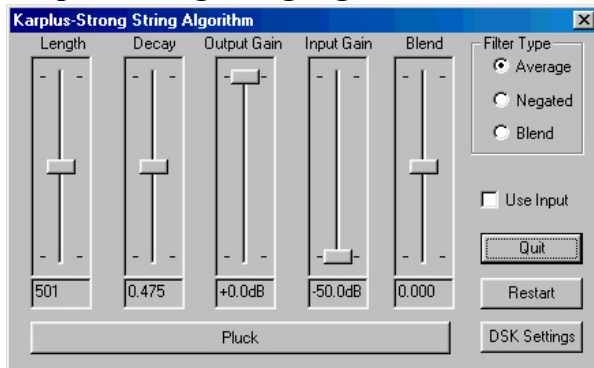 Karplus-Strong String Algorithm
Length Decay Output Gain Input Gain Blend Filter Type
Average
Negated
Blend
Use Input
Quit
501 0.475 +0.0dB -50.0dB 0.000 Restart
Pluck DSK Settings